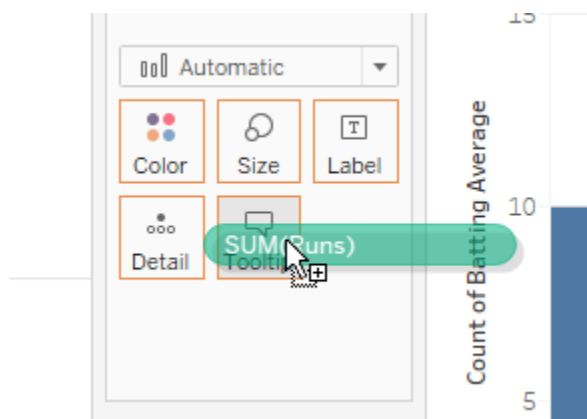 15
Automatic
Color
Size
Label
Detail
Tooltip
SUM(Runs)
Count of Batting Average
10
5